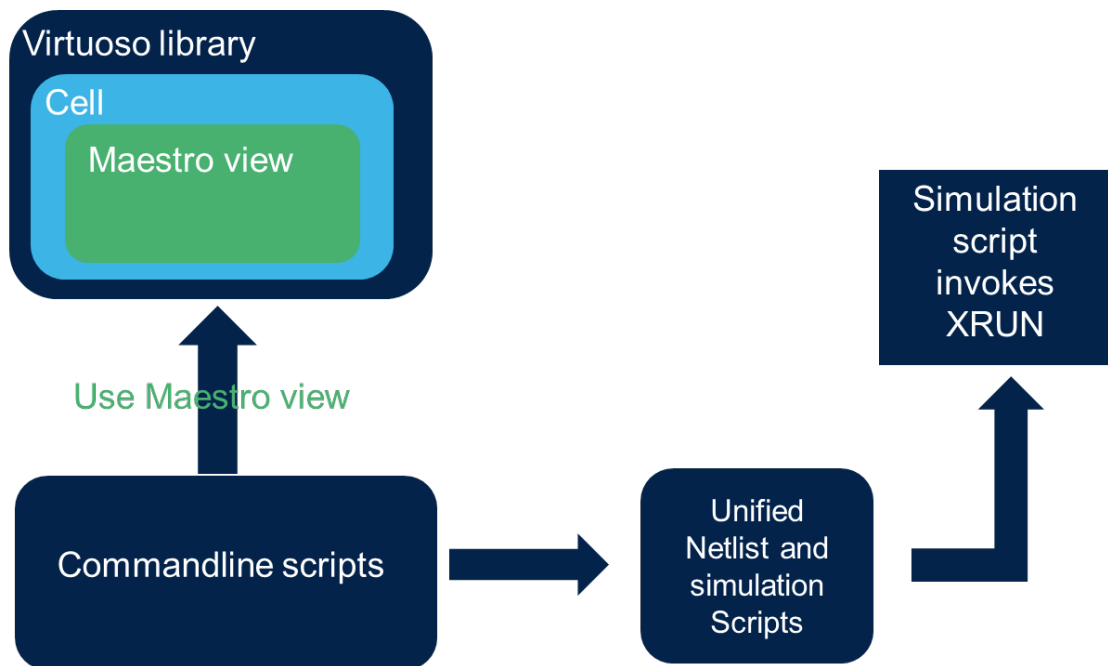 Virtuoso library
Cell
Maestro view
Use Maestro view
Commandline scripts
Unified
Netlist and
simulation
Scripts
Simulation
script
invokes
XRUN